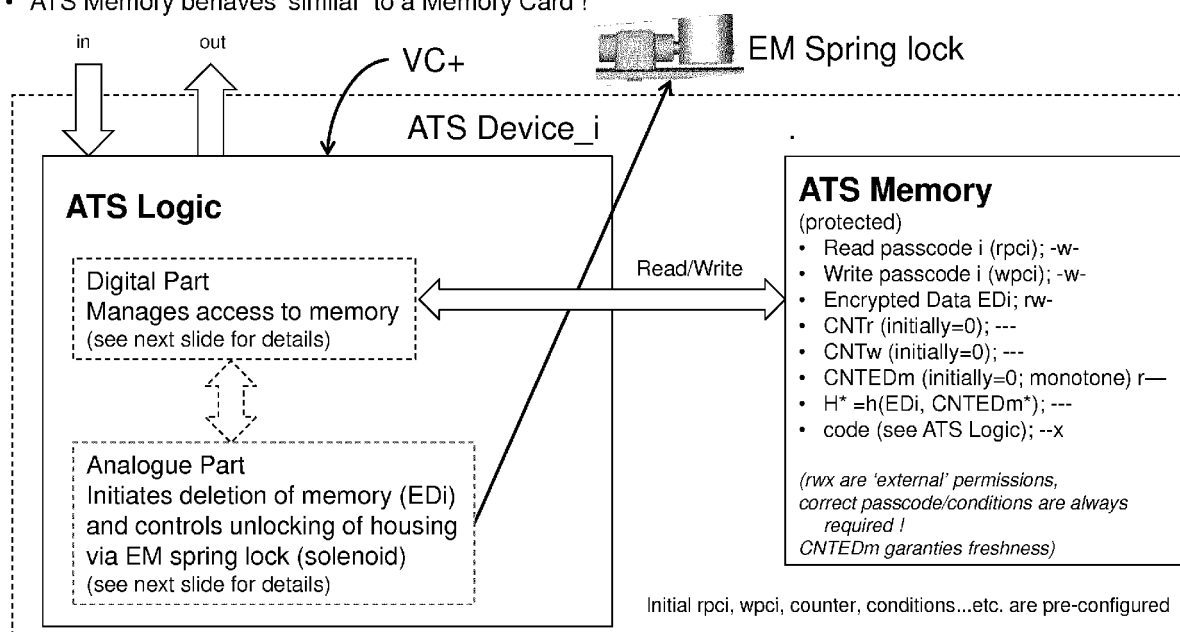 • ATS Memory behaves 'similar' to a Memory Card !
in
out
VC+
EM Spring lock
ATS Device_i
.
ATS Logic
Digital Part
Manages access to memory
(see next slide for details)
Analogue Part
Initiates deletion of memory (EDi)
and controls unlocking of housing
via EM spring lock (solenoid)
(see next slide for details)
Read/Write
ATS Memory
(protected)
• Read passcode i (rpci); -w-
• Write passcode i (wpci); -w-
• Encrypted Data EDi; rw-
• CNTr (initially=0); ---
• CNTw (initially=0); ---
• CNTEDm (initially=0; monotone) r—
• H* =h(EDi, CNTEDm*); ---
• code (see ATS Logic); --x
(rwx are 'external' permissions,
correct passcode/conditions are always
required !
CNTEDm garanties freshness)
Initial rpci, wpci, counter, conditions...etc. are pre-configured